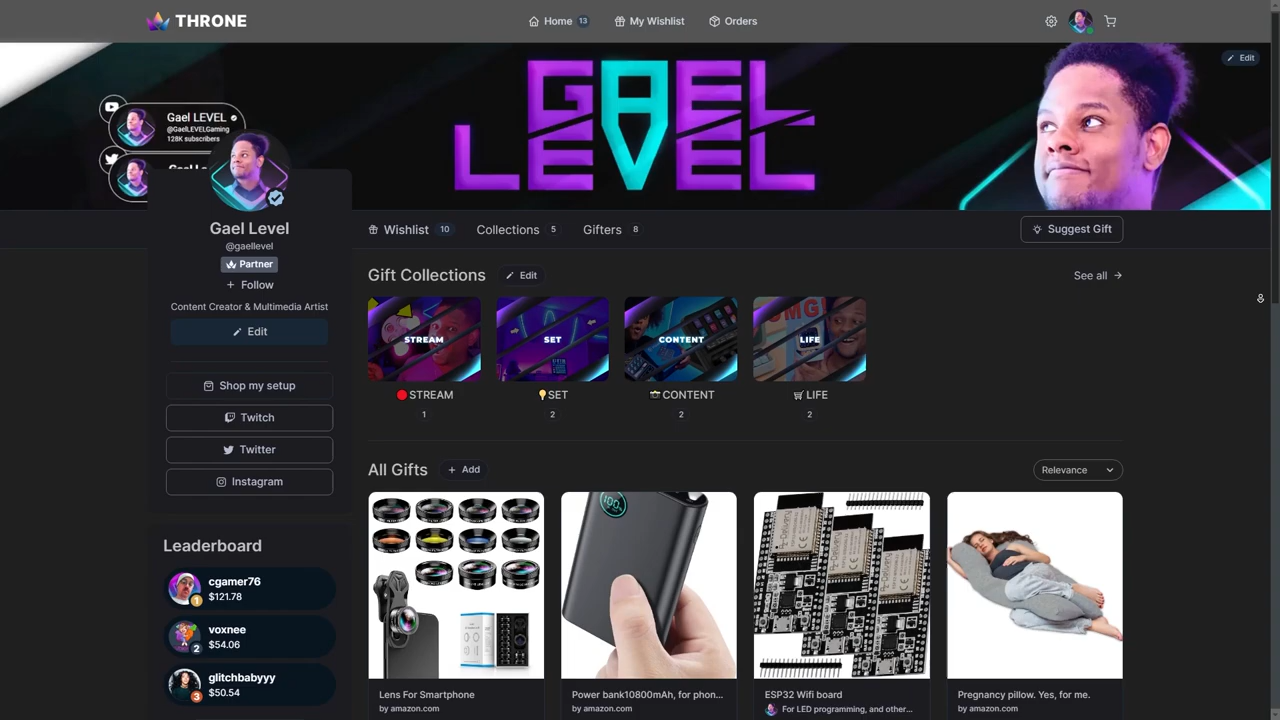 THRONE
Home 13
My Wishlist
Orders
Edit
GAEL
LEVEL
Gael LEVEL
@GaelLEVELGaming
128K subscribers
Gael Level
@gaellevel
Partner
+ Follow
Content Creator & Multimedia Artist
Edit
Shop my setup
Twitch
Twitter
Instagram
Leaderboard
cgamer76
$121.78
1
voxnee
$54.06
2
glitchbabyyy
$50.54
3
Wishlist 10
Collections 5
Gifters 8
Suggest Gift
Gift Collections
Edit
See all
STREAM
SET
CONTENT
LIFE
STREAM
SET
CONTENT
LIFE
1
2
2
2
All Gifts
+ Add
Relevance
Lens For Smartphone
by amazon.com
Power bank10800mAh, for phon...
by amazon.com
ESP32 Wifi board
For LED programming, and other...
Pregnancy pillow. Yes, for me.
by amazon.com